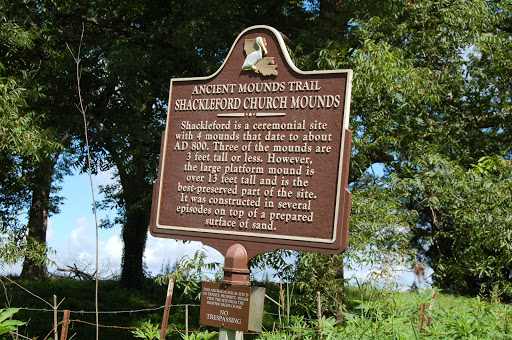 ANCIENT MOUNDS TRAIL
SHACKLEFORD CHURCH MOUNDS
Shackleford is a ceremonial site
with 4 mounds that date to about
AD 800. Three of the mounds are
3 feet tall or less. However,
the large platform mound is
over 13 feet tall and is the
best-preserved part of the site.
It was constructed in several
episodes on top of a prepared
surface of sand.
NO TRESPASSING